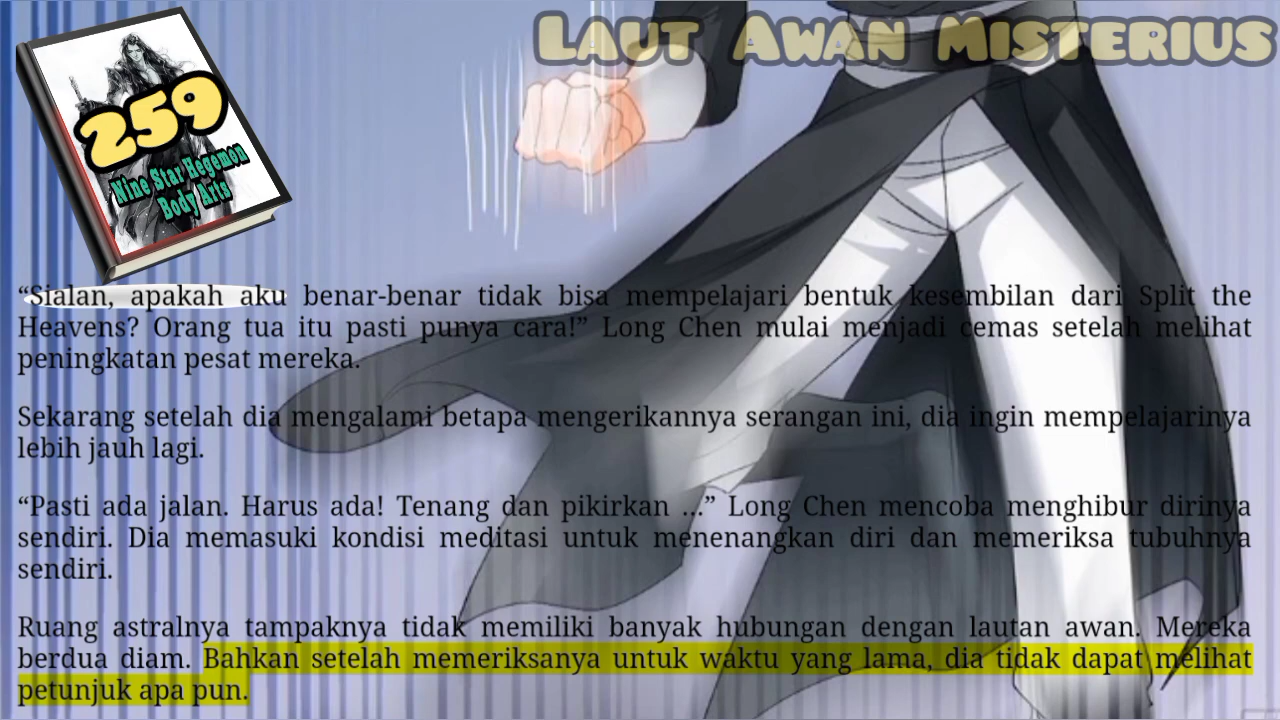 Laut Awan Misterius
259
Nine Star Hegemon
Body Arts
“Sialan, apakah aku benar-benar tidak bisa mempelajari bentuk kesembilan dari Split the
Heavens? Orang tua itu pasti punya cara!” Long Chen mulai menjadi cemas setelah melihat
peningkatan pesat mereka.
Sekarang setelah dia mengalami betapa mengerikannya serangan ini, dia ingin mempelajarinya
lebih jauh lagi.
“Pasti ada jalan. Harus ada! Tenang dan pikirkan ...” Long Chen mencoba menghibur dirinya
sendiri. Dia memasuki kondisi meditasi untuk menenangkan diri dan memeriksa tubuhnya
sendiri.
Ruang astralnya tampaknya tidak memiliki banyak hubungan dengan lautan awan. Mereka
berdua diam. Bahkan setelah memeriksanya untuk waktu yang lama, dia tidak dapat melihat
petunjuk apa pun.